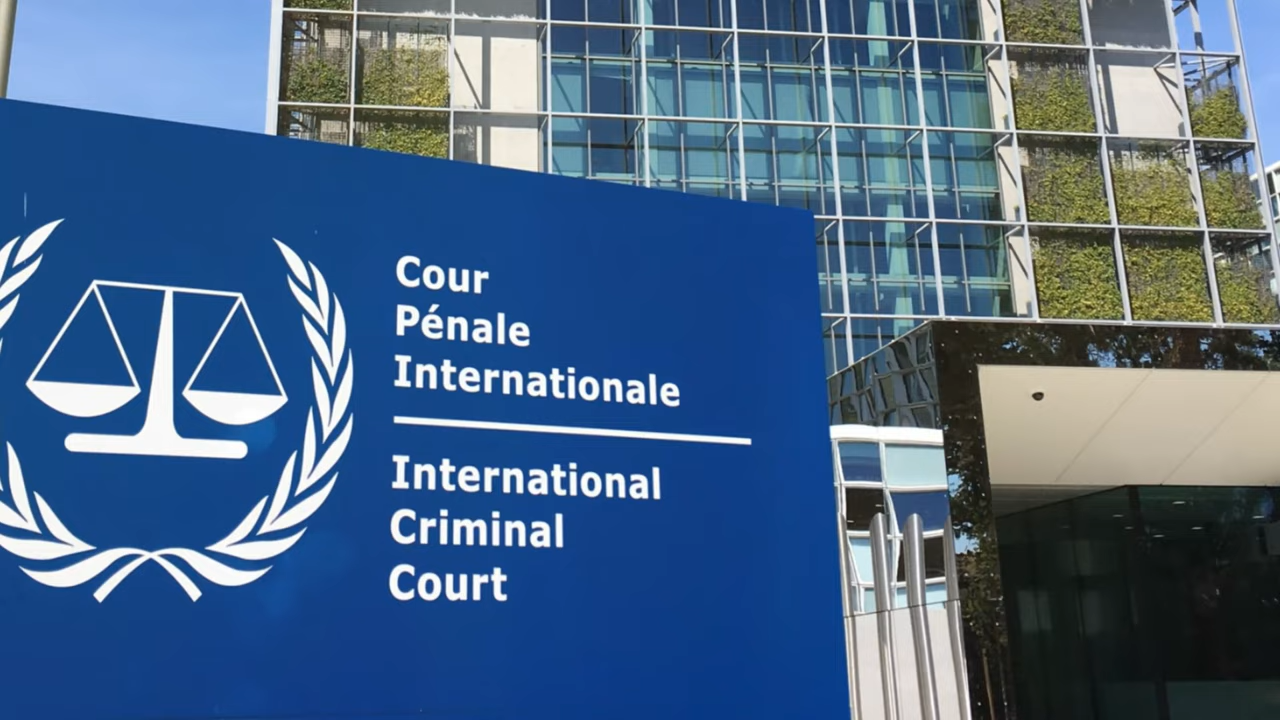 Cour
Pénale
Internationale
International
Criminal
Court